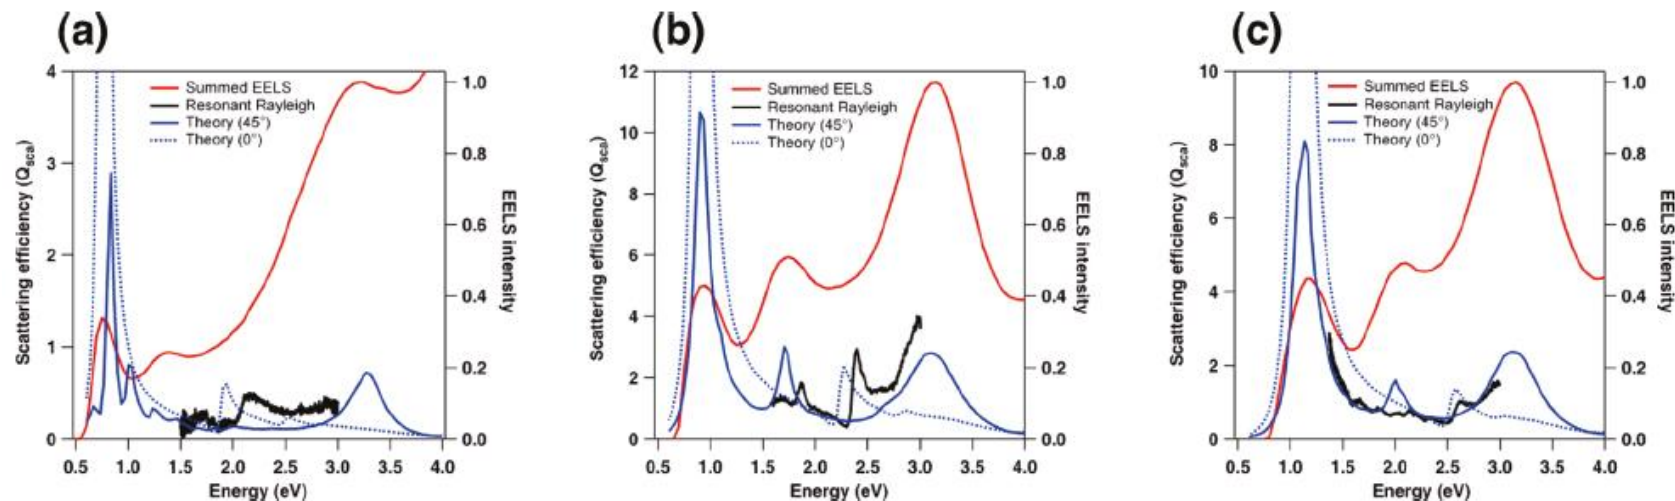 (a)
Summed EELS
Resonant Rayleigh
Theory (45°)
Theory (0°)
Scattering efficiency (Qsca)
4
3
2
1
0
1.0
0.8
0.6
0.4
0.2
0.0
EELS intensity
0.5 1.0 1.5 2.0 2.5 3.0 3.5 4.0
Energy (eV)
(b)
Summed EELS
Resonant Rayleigh
Theory (45°)
Theory (0°)
Scattering efficiency (Qsca)
12
10
8
6
4
2
0
1.0
0.8
0.6
0.4
0.2
0.0
EELS intensity
0.5 1.0 1.5 2.0 2.5 3.0 3.5 4.0
Energy (eV)
(c)
Summed EELS
Resonant Rayleigh
Theory (45°)
Theory (0°)
Scattering efficiency (Qsca)
10
8
6
4
2
0
1.0
0.8
0.6
0.4
0.2
0.0
EELS intensity
0.5 1.0 1.5 2.0 2.5 3.0 3.5 4.0
Energy (eV)